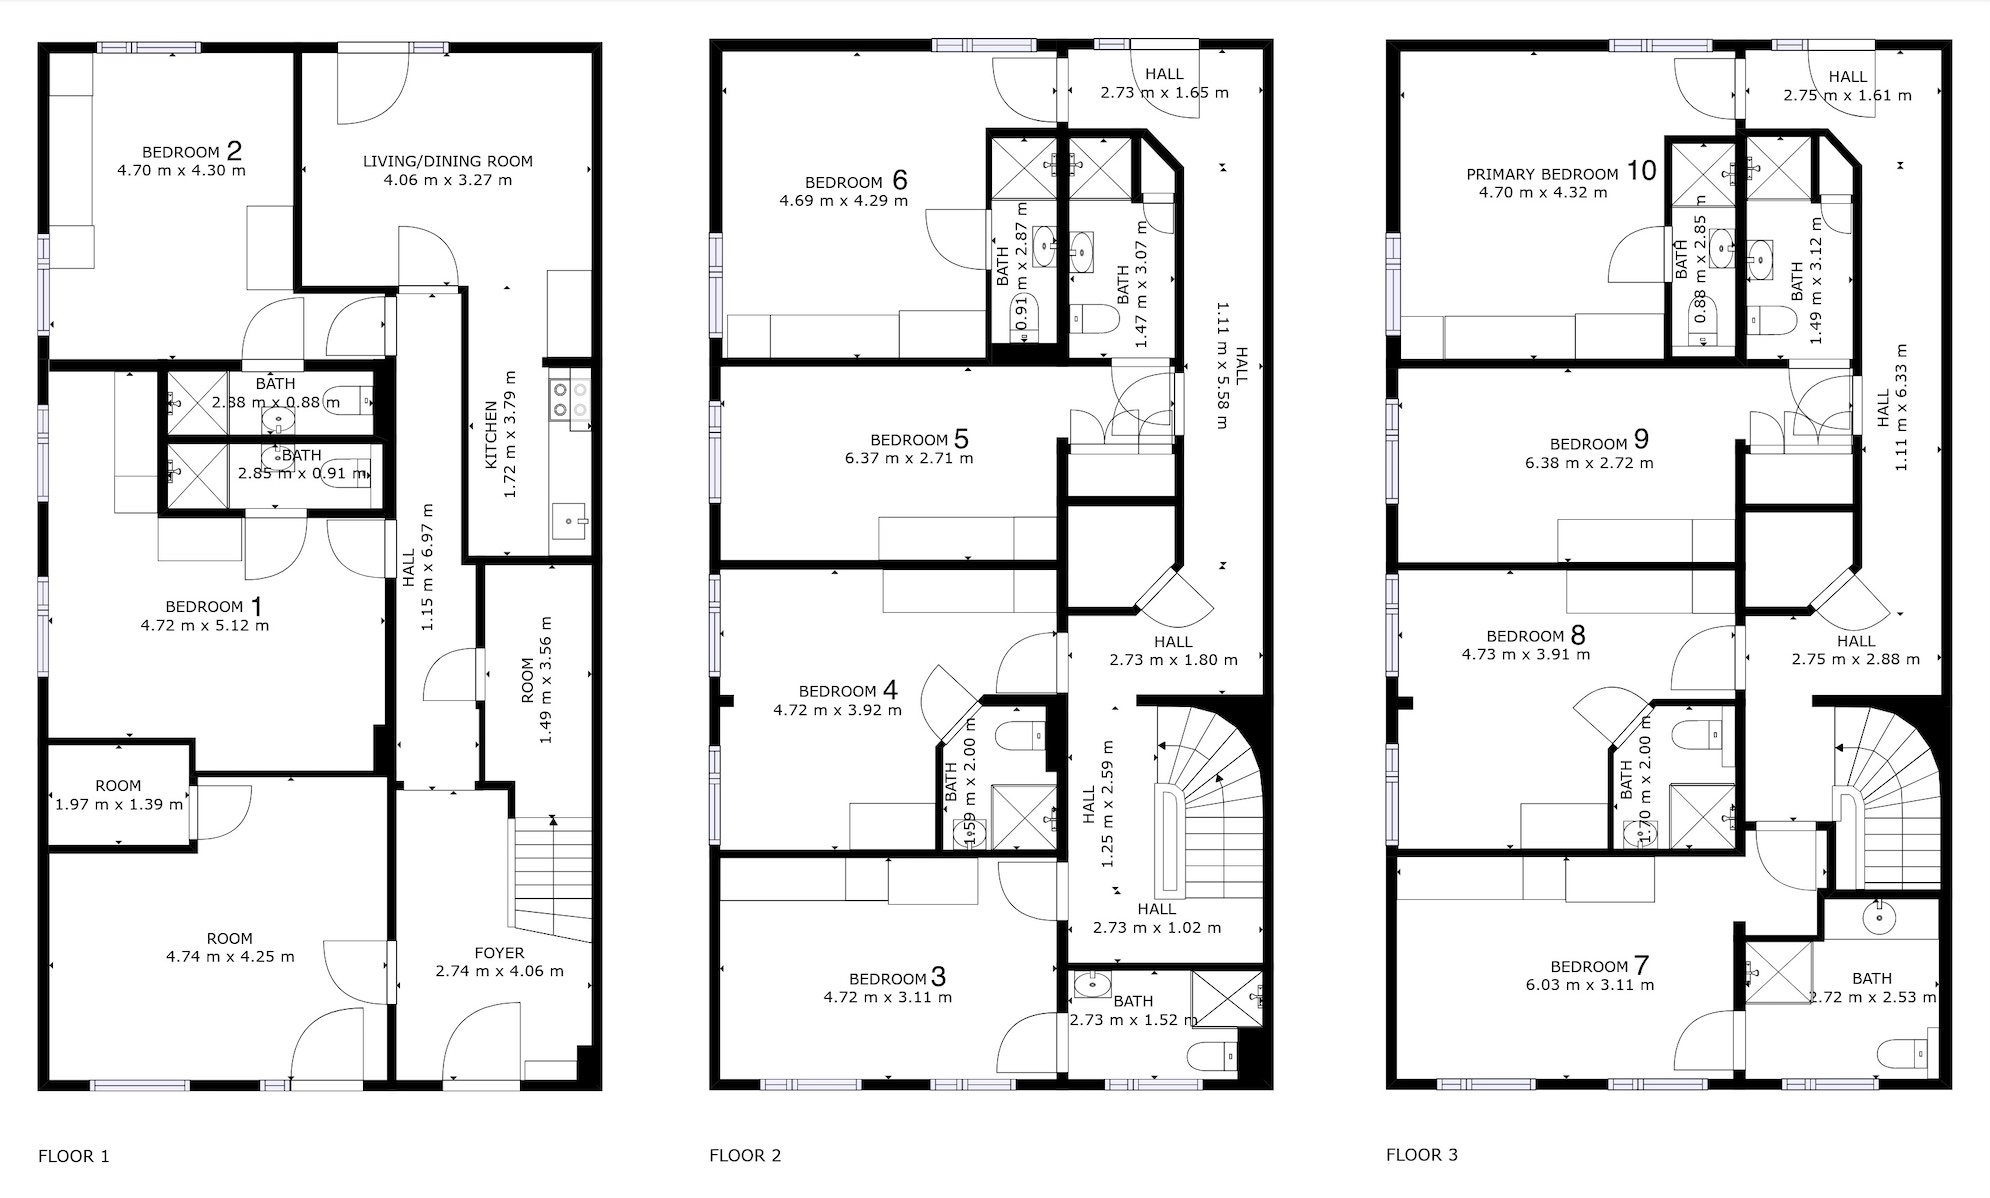 BEDROOM 2
4.70 m x 4.30 m
LIVING/DINING ROOM
4.06 m x 3.27 m
BATH
2.88 m x 0.88 m
BATH
2.85 m x 0.91 m
KITCHEN
1.72 m x 3.79 m
HALL
1.15 m x 6.97 m
BEDROOM 1
4.72 m x 5.12 m
ROOM
1.49 m x 3.56 m
ROOM
1.97 m x 1.39 m
ROOM
4.74 m x 4.25 m
FOYER
2.74 m x 4.06 m
FLOOR 1
HALL
2.73 m x 1.65 m
BEDROOM 6
4.69 m x 4.29 m
BATH
0.91 m x 2.87 m
BATH
1.47 m x 3.07 m
HALL
1.11 m x 5.58 m
BEDROOM 5
6.37 m x 2.71 m
HALL
2.73 m x 1.80 m
BEDROOM 4
4.72 m x 3.92 m
BATH
1.59 m x 2.00 m
HALL
1.25 m x 2.59 m
HALL
2.73 m x 1.02 m
BEDROOM 3
4.72 m x 3.11 m
BATH
2.73 m x 1.52 m
FLOOR 2
HALL
2.75 m x 1.61 m
PRIMARY BEDROOM 10
4.70 m x 4.32 m
BATH
0.88 m x 2.85 m
BATH
1.49 m x 3.12 m
HALL
1.11 m x 6.33 m
BEDROOM 9
6.38 m x 2.72 m
BEDROOM 8
4.73 m x 3.91 m
HALL
2.75 m x 2.88 m
BATH
1.70 m x 2.00 m
BEDROOM 7
6.03 m x 3.11 m
BATH
2.72 m x 2.53 m
FLOOR 3